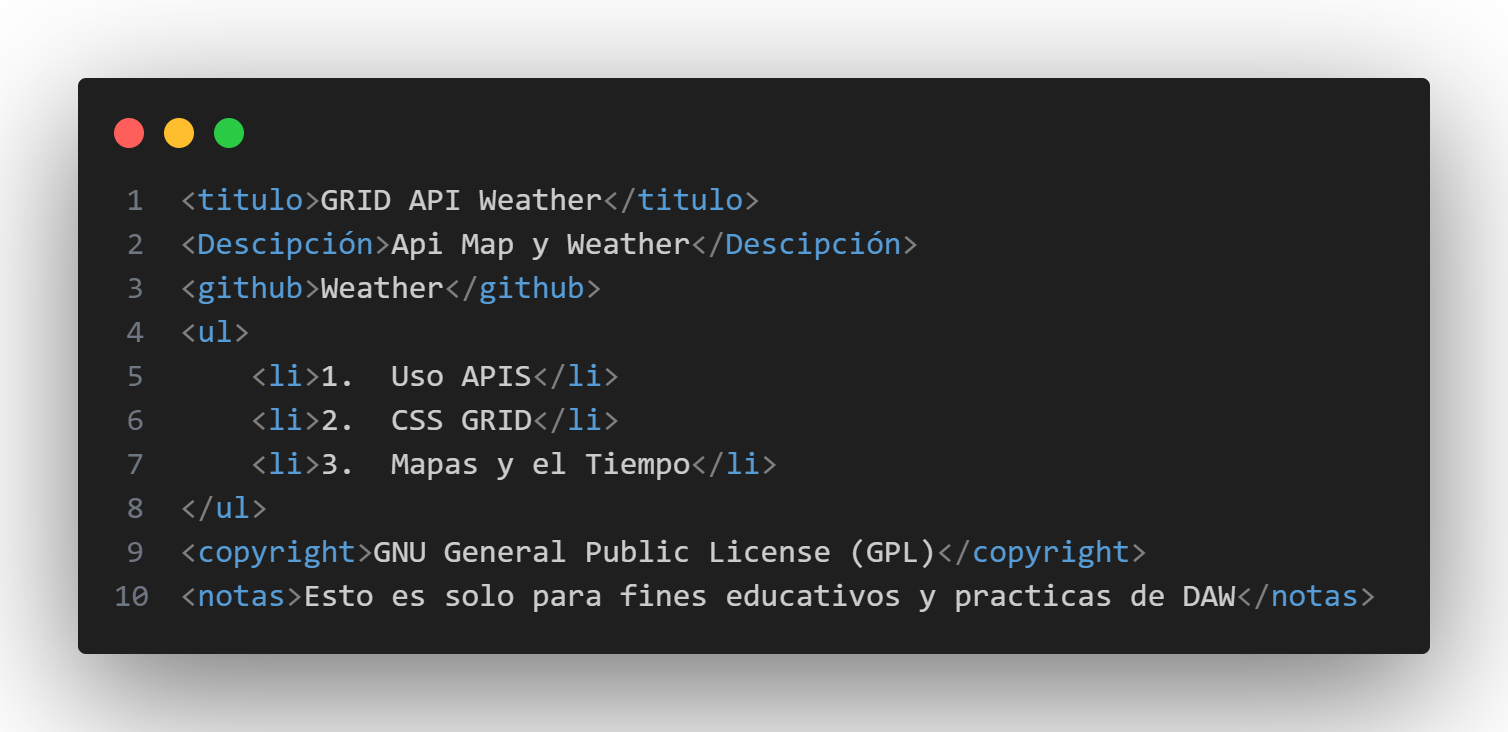 1 <titulo>GRID API Weather</titulo>
2 <Descipción>Api Map y Weather</Descipción>
3 <github>Weather</github>
4 <ul>
5     <li>1.  Uso APIS</li>
6     <li>2.  CSS GRID</li>
7     <li>3.  Mapas y el Tiempo</li>
8 </ul>
9 <copyright>GNU General Public License (GPL)</copyright>
10 <notas>Esto es solo para fines educativos y practicas de DAW</notas>